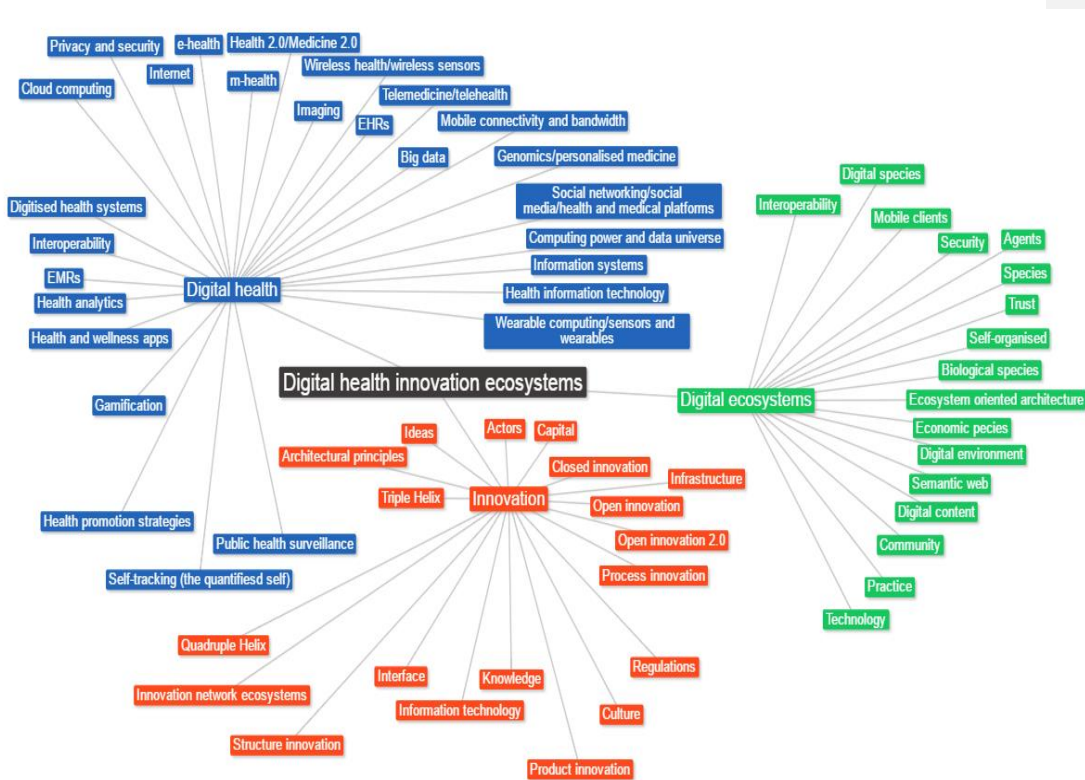 Privacy and security
e-health
Health 2.0/Medicine 2.0
Internet
Wireless health/wireless sensors
Cloud computing
m-health
Telemedicine/telehealth
Imaging
EHRs
Mobile connectivity and bandwidth
Big data
Genomics/personalised medicine
Social networking/social
media/health and medical platforms
Digitised health systems
Computing power and data universe
Interoperability
Information systems
EMRs
Digital health
Health information technology
Health analytics
Wearable computing/sensors and
wearables
Health and wellness apps
Gamification
Health promotion strategies
Public health surveillance
Self-tracking (the quantifiesd self)
Digital health innovation ecosystems
Digital species
Interoperability
Mobile clients
Security
Agents
Species
Trust
Self-organised
Biological species
Digital ecosystems
Ecosystem oriented architecture
Economic pecies
Digital environment
Semantic web
Digital content
Community
Practice
Technology
Ideas
Actors
Capital
Architectural principles
Closed innovation
Infrastructure
Triple Helix
Innovation
Open innovation
Open innovation 2.0
Process innovation
Quadruple Helix
Regulations
Interface
Knowledge
Innovation network ecosystems
Information technology
Culture
Structure innovation
Product innovation